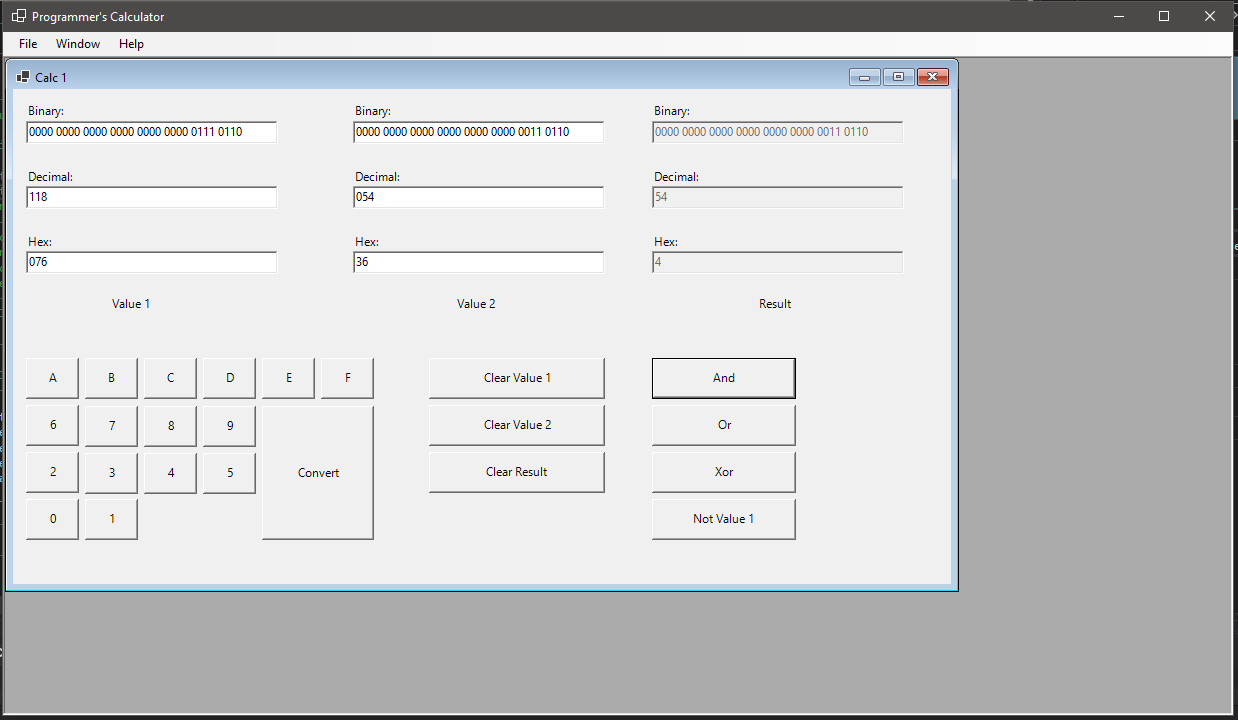 Programmer's Calculator
File Window Help
Calc 1
Binary: Binary: Binary:
0000 0000 0000 0000 0000 0000 0111 0110 0000 0000 0000 0000 0000 0000 0011 0110 0000 0000 0000 0000 0000 0000 0011 0110
Decimal: Decimal: Decimal:
118 054 54
Hex: Hex: Hex:
076 36 4
Value 1 Value 2 Result
A B C D E F Clear Value 1 And
6 7 8 9 Clear Value 2 Or
2 3 4 5 Convert Clear Result Xor
0 1 Not Value 1